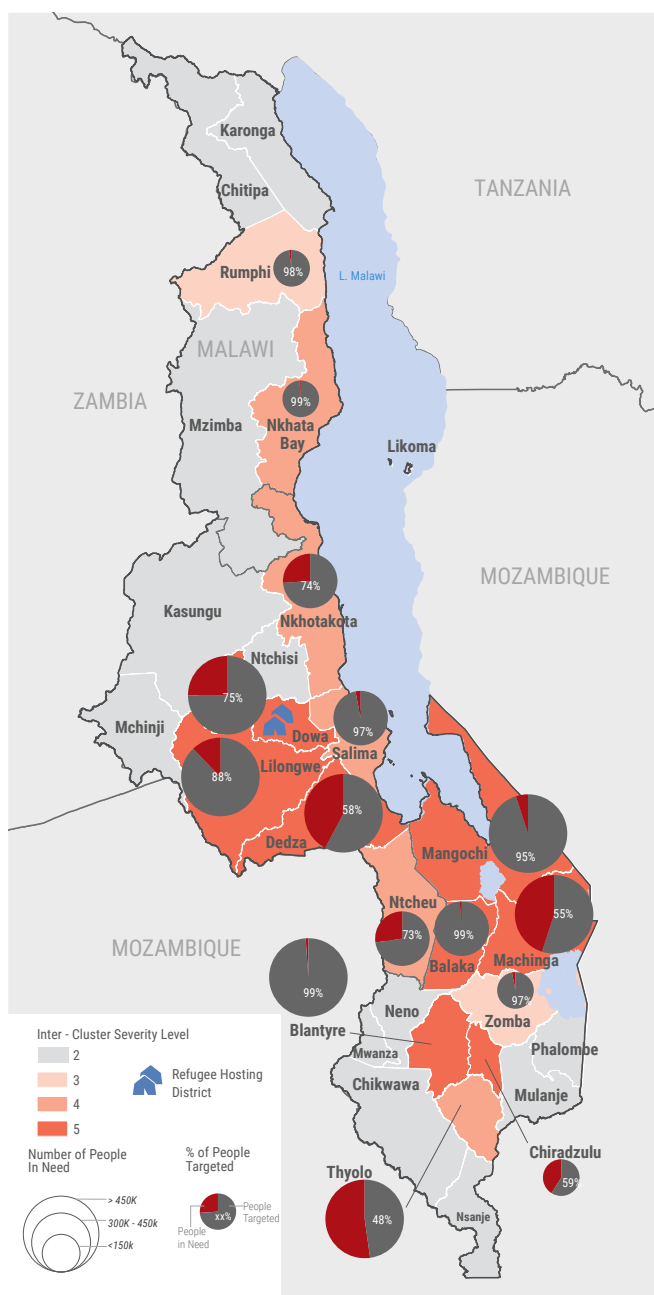 Karonga
TANZANIA
Chitipa
Rumphi
98%
L. Malawi
MALAWI
ZAMBIA
99%
Mzimba
Nkhata
Bay
Likoma
MOZAMBIQUE
74%
Kasungu
Nkhotakota
Ntchisi
75%
Mchinji
97%
Dowa
Salima
Lilongwe
88%
58%
Dedza
95%
Mangochi
Ntcheu
55%
73%
99%
MOZAMBIQUE
Balaka
Machinga
99%
97%
Neno
Zomba
Blantyre
Phalombe
Mwanza
Chikwawa
Mulanje
Chiradzulu
59%
Thyolo
48%
Nsanje
Inter - Cluster Severity Level
2
3
4
5
Refugee Hosting
District
Number of People
In Need
> 450K
300K - 450k
<150k
% of People
Targeted
People
Targeted
xx%
People
in Need